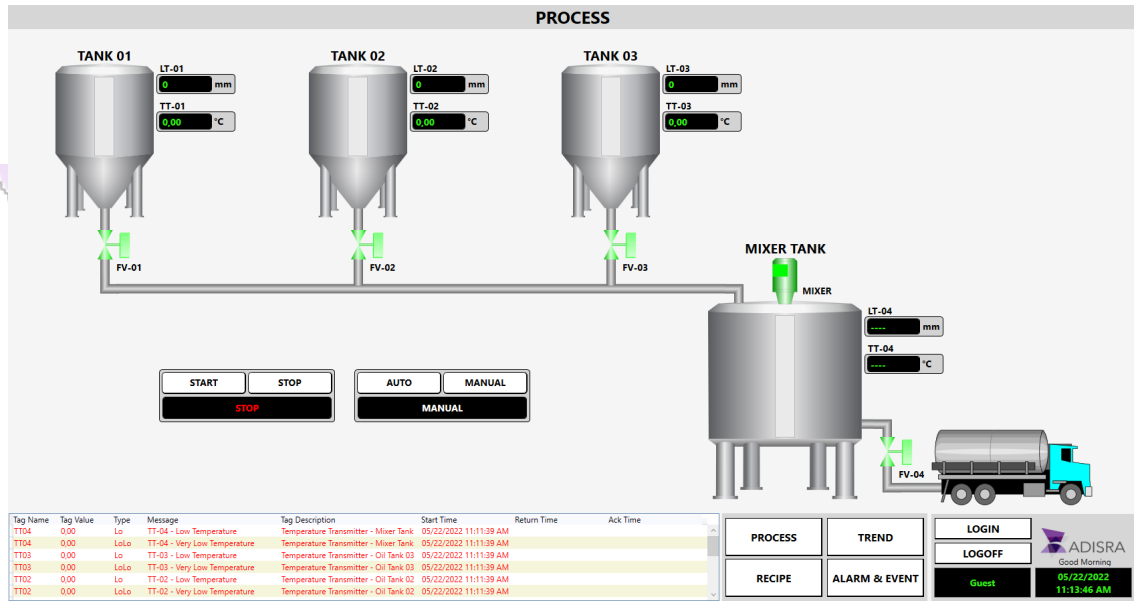 PROCESS
TANK 01
LT-01
0 mm
TT-01
0,00 °C
TANK 02
LT-02
0 mm
TT-02
0,00 °C
TANK 03
LT-03
0 mm
TT-03
0,00 °C
FV-01
FV-02
FV-03
MIXER TANK
MIXER
LT-04
---- mm
TT-04
---- °C
START STOP
STOP
AUTO MANUAL
MANUAL
FV-04
Tag Name Tag Value Type Message Tag Description Start Time Return Time Ack Time
TT04 0,00 Lo TT-04 - Low Temperature Temperature Transmitter - Mixer Tank 05/22/2022 11:11:39 AM
TT04 0,00 LoLo TT-04 - Very Low Temperature Temperature Transmitter - Mixer Tank 05/22/2022 11:11:39 AM
TT03 0,00 Lo TT-03 - Low Temperature Temperature Transmitter - Oil Tank 03 05/22/2022 11:11:39 AM
TT03 0,00 LoLo TT-03 - Very Low Temperature Temperature Transmitter - Oil Tank 03 05/22/2022 11:11:39 AM
TT02 0,00 Lo TT-02 - Low Temperature Temperature Transmitter - Oil Tank 02 05/22/2022 11:11:39 AM
TT02 0,00 LoLo TT-02 - Very Low Temperature Temperature Transmitter - Oil Tank 02 05/22/2022 11:11:39 AM
PROCESS TREND
RECIPE ALARM & EVENT
LOGIN
LOGOFF
Guest
ADISRA
Good Morning
05/22/2022
11:13:46 AM